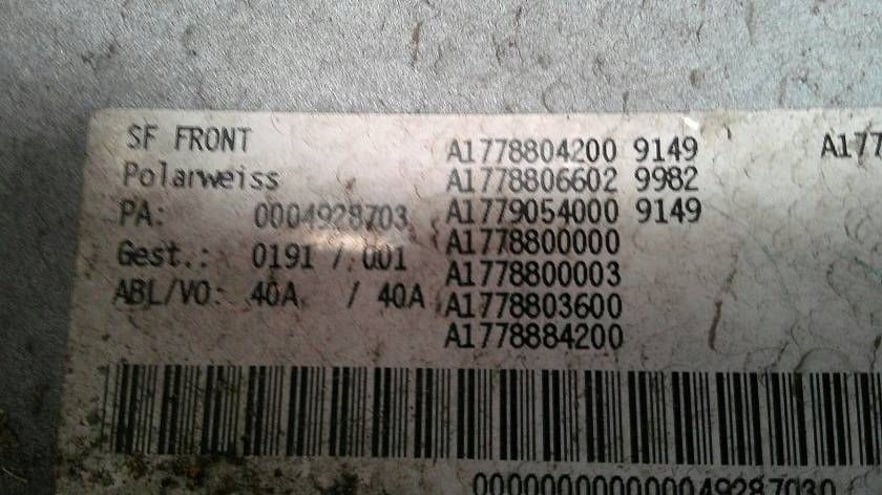 SF FRONT
Polarweiss
PA: 0004928703
Gest.: 0191 / 001
ABL/VO: 40A / 40A
A1778804200 9149
A1778806602 9982
A1779054000 9149
A1778800000
A1778800003
A1778803600
A1778884200
A177